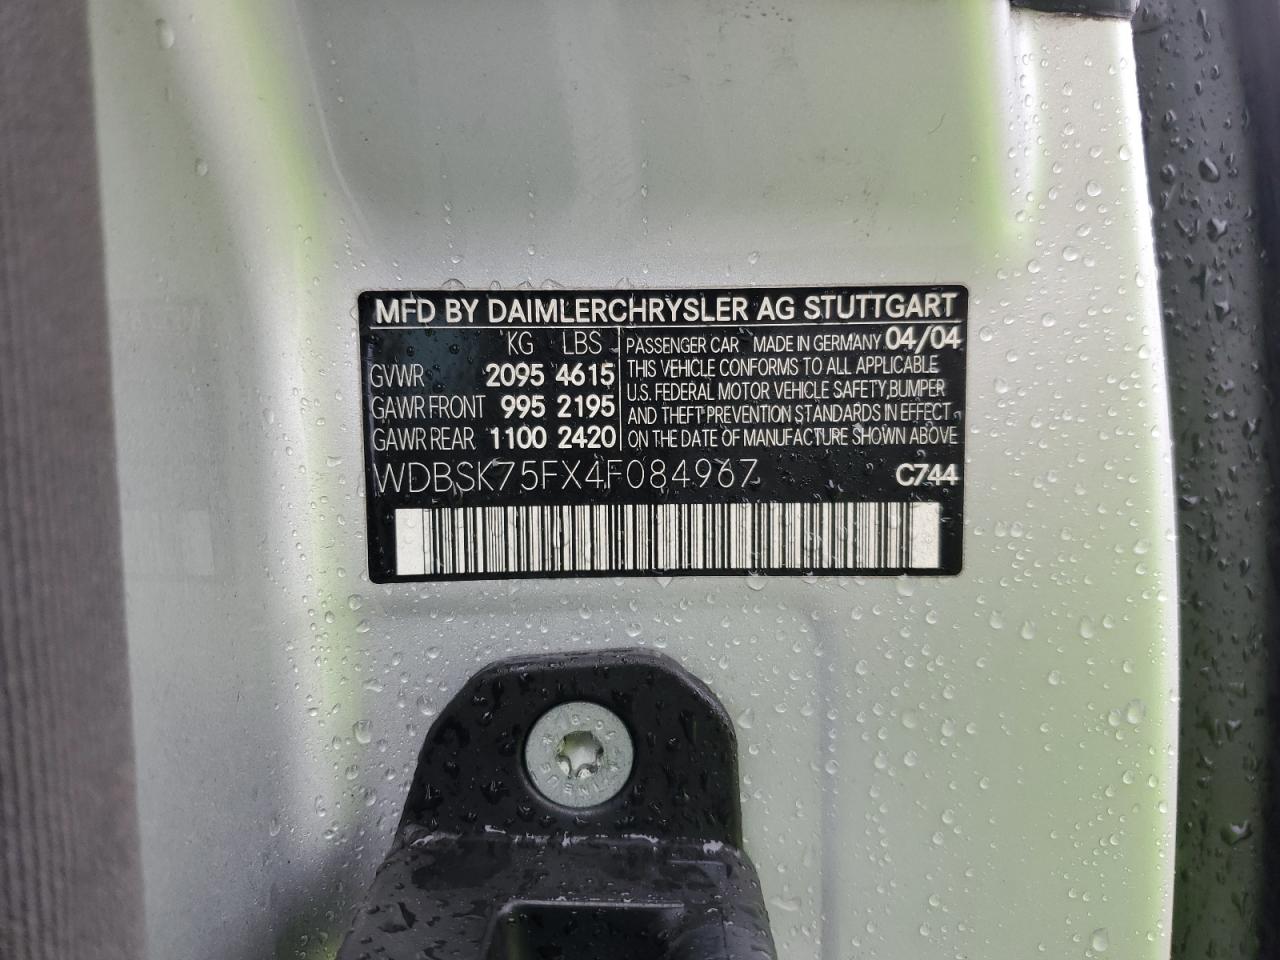 MFD BY DAIMLERCHRYSLER AG STUTTGART
KG LBS
GVWR 2095 4615
GAWR FRONT 995 2195
GAWR REAR 1100 2420
PASSENGER CAR MADE IN GERMANY 04/04
THIS VEHICLE CONFORMS TO ALL APPLICABLE
U.S. FEDERAL MOTOR VEHICLE SAFETY,BUMPER
AND THEFT PREVENTION STANDARDS IN EFFECT
ON THE DATE OF MANUFACTURE SHOWN ABOVE
WDBSK75FX4F084967 C744